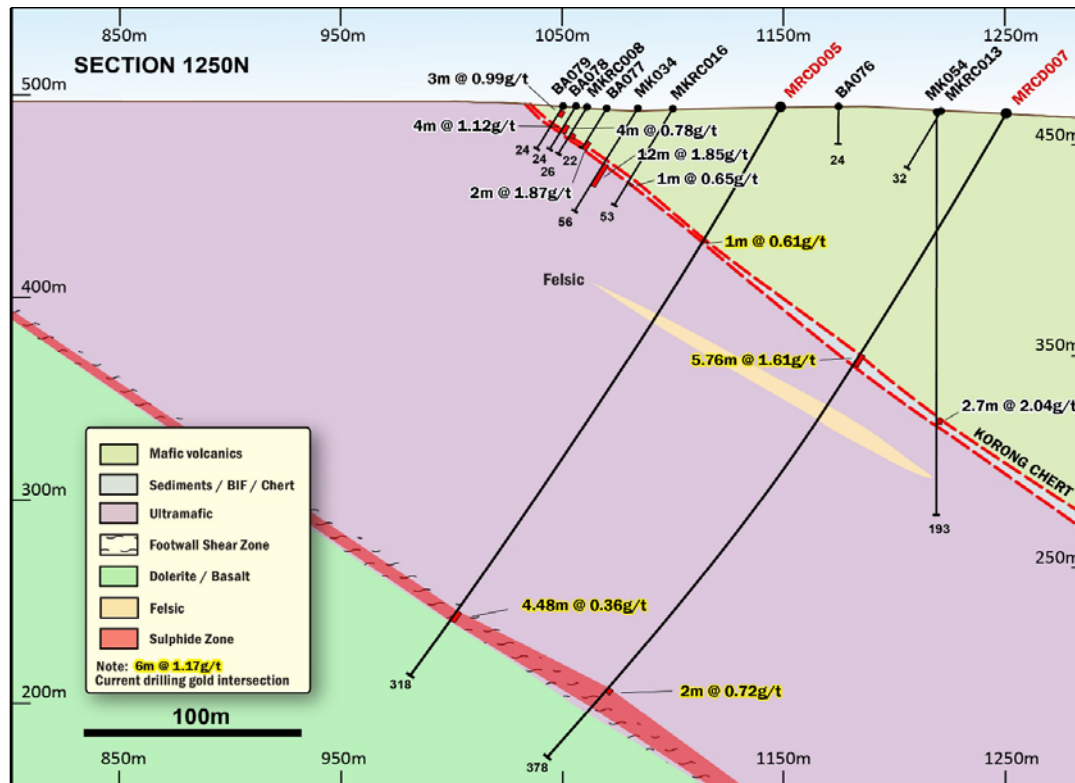 850m
950m
1050m
1150m
1250m
SECTION 1250N
BA079
BA078
MKRC008
BA077
MK034
MKRC016
MRCD005
BA076
MK054
MKRC013
MRCD007
500m
3m @ 0.99g/t
4m @ 1.12g/t
4m @ 0.78g/t
450m
24
24
26
22
12m @ 1.85g/t
24
32
2m @ 1.87g/t
1m @ 0.65g/t
56
53
1m @ 0.61g/t
Felsic
400m
350m
5.76m @ 1.61g/t
2.7m @ 2.04g/t
KORONG CHERT
Mafic volcanics
Sediments / BIF / Chert
Ultramafic
Footwall Shear Zone
Dolerite / Basalt
Felsic
Sulphide Zone
Note: 6m @ 1.17g/t
Current drilling gold intersection
300m
193
250m
4.48m @ 0.36g/t
318
2m @ 0.72g/t
200m
100m
378
850m
950m
1150m
1250m